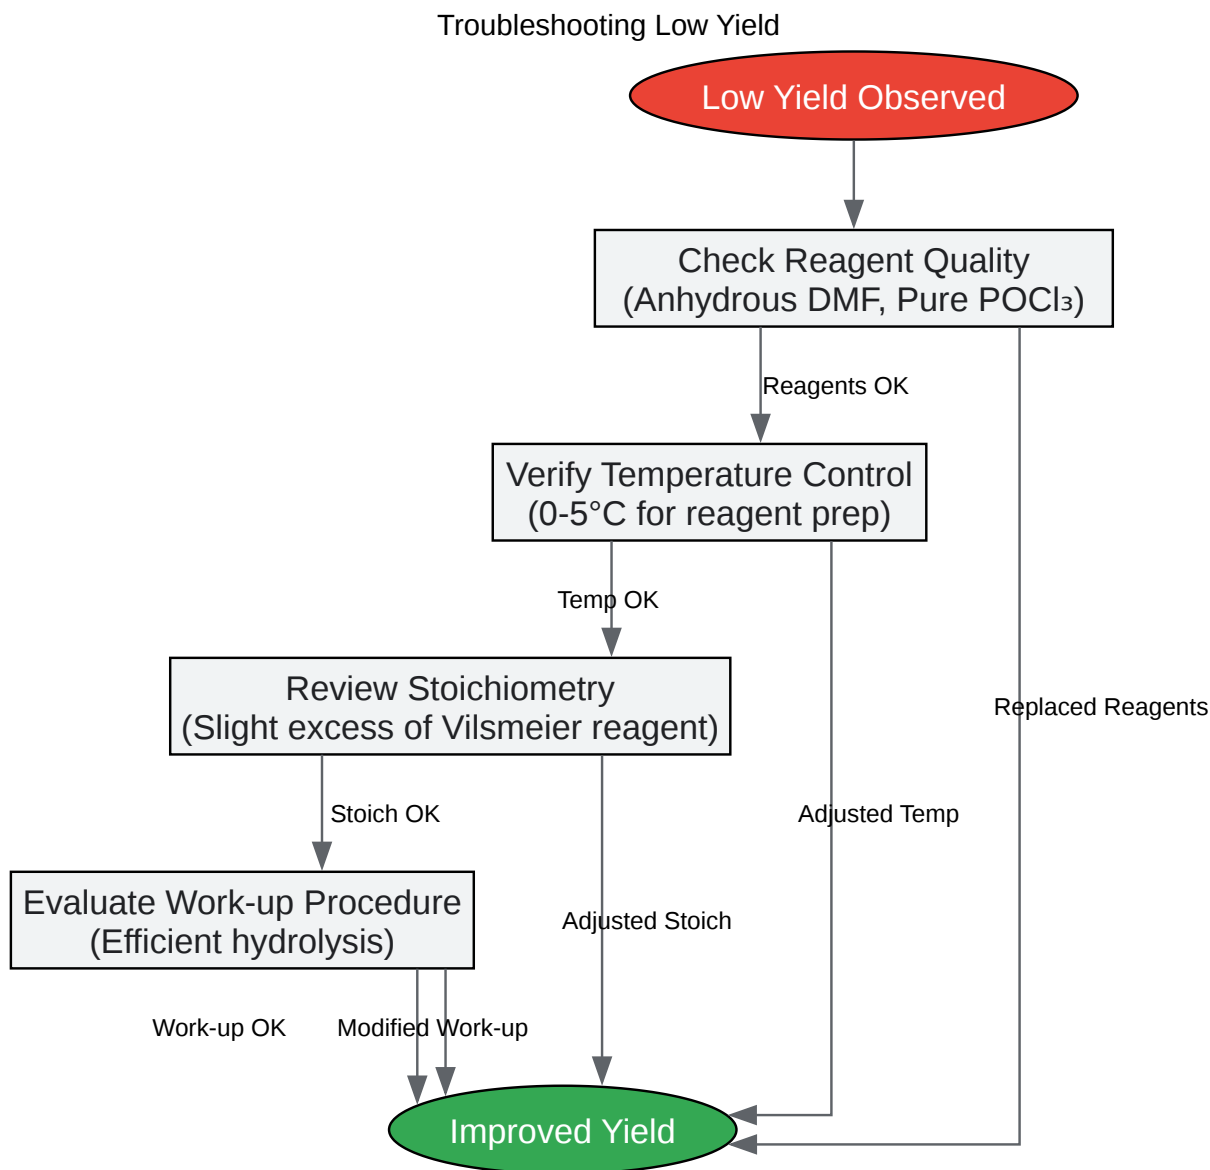 Troubleshooting Low Yield
Low Yield Observed
Check Reagent Quality
(Anhydrous DMF, Pure POCl₃)
Reagents OK
Verify Temperature Control
(0-5°C for reagent prep)
Temp OK
Review Stoichiometry
(Slight excess of Vilsmeier reagent)
Replaced Reagents
Stoich OK
Adjusted Temp
Evaluate Work-up Procedure
(Efficient hydrolysis)
Adjusted Stoich
Work-up OK
Modified Work-up
Improved Yield